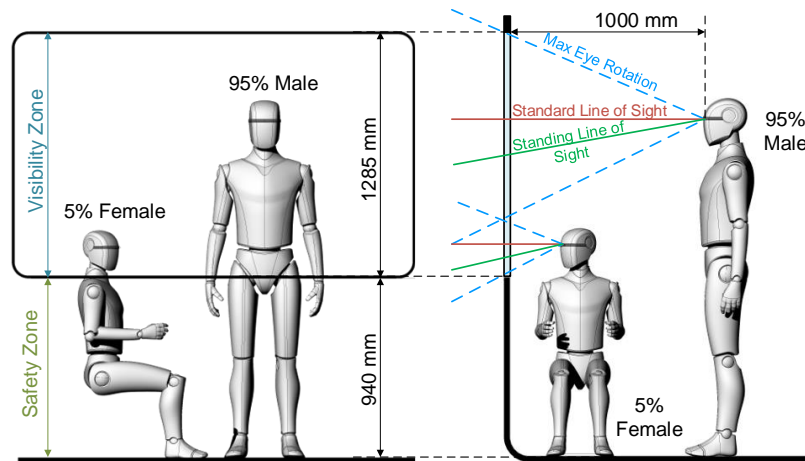 Visibility Zone
Safety Zone
5% Female
95% Male
1285 mm
940 mm
1000 mm
Max Eye Rotation
Standard Line of Sight
Standing Line of
Sight
95%
Male
5%
Female